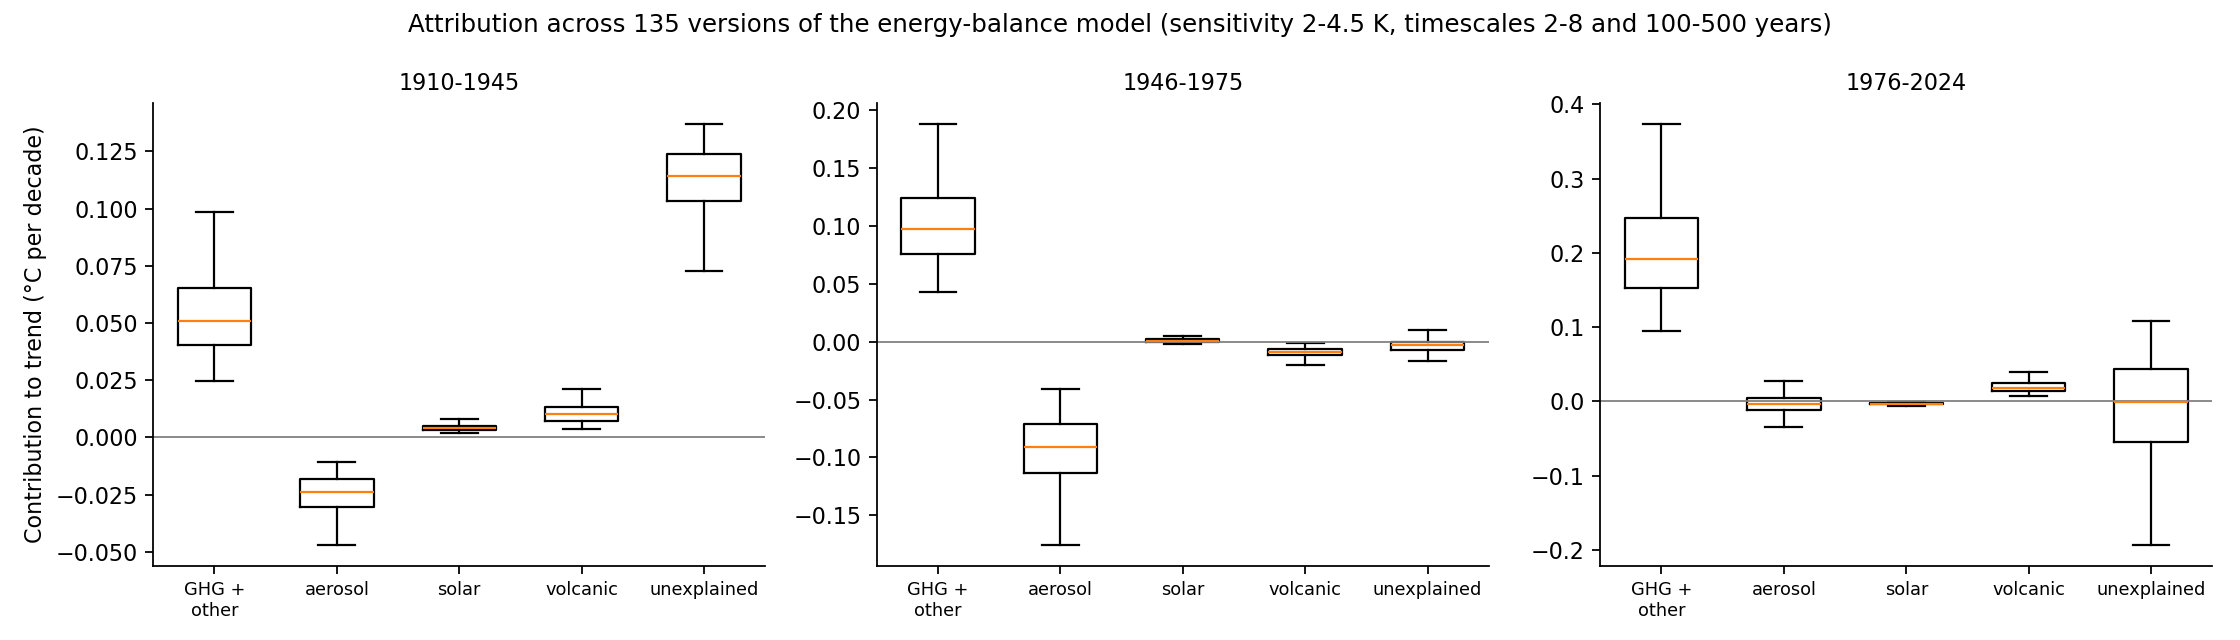 Attribution across 135 versions of the energy-balance model (sensitivity 2-4.5 K, timescales 2-8 and 100-500 years)
1910-1945
Contribution to trend (°C per decade)
0.125
0.100
0.075
0.050
0.025
0.000
−0.025
−0.050
GHG +
other
aerosol
solar
volcanic
unexplained
1946-1975
0.20
0.15
0.10
0.05
0.00
−0.05
−0.10
−0.15
GHG +
other
aerosol
solar
volcanic
unexplained
1976-2024
0.4
0.3
0.2
0.1
0.0
−0.1
−0.2
GHG +
other
aerosol
solar
volcanic
unexplained